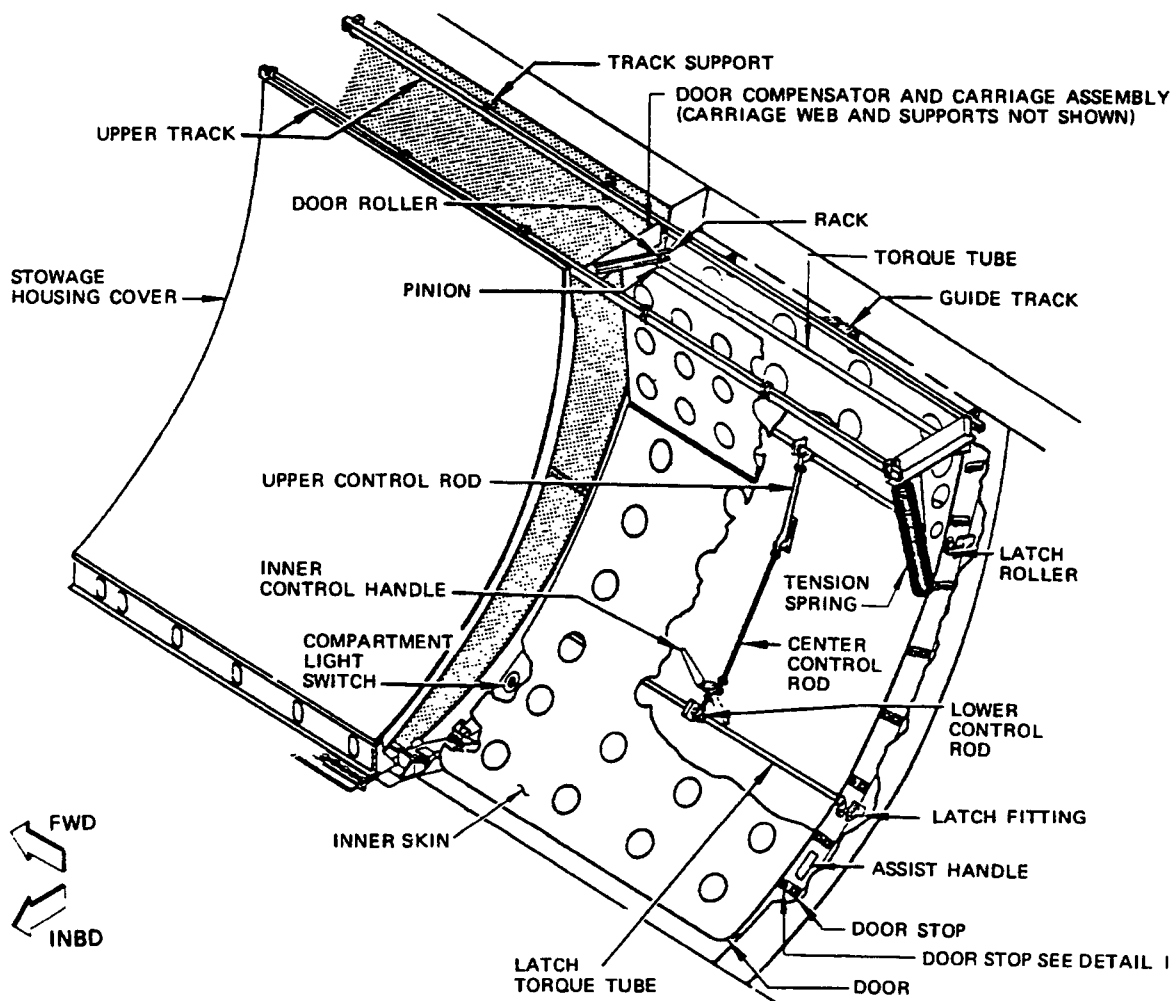 TRACK SUPPORT
DOOR COMPENSATOR AND CARRIAGE ASSEMBLY
(CARRIAGE WEB AND SUPPORTS NOT SHOWN)
UPPER TRACK
DOOR ROLLER
RACK
TORQUE TUBE
STOWAGE
HOUSING COVER
PINION
GUIDE TRACK
UPPER CONTROL ROD
INNER
CONTROL HANDLE
LATCH
ROLLER
TENSION
SPRING
COMPARTMENT
LIGHT
SWITCH
CENTER
CONTROL
ROD
LOWER
CONTROL
ROD
FWD
INNER SKIN
LATCH FITTING
ASSIST HANDLE
INBD
DOOR STOP
LATCH
TORQUE TUBE
DOOR STOP SEE DETAIL I
DOOR